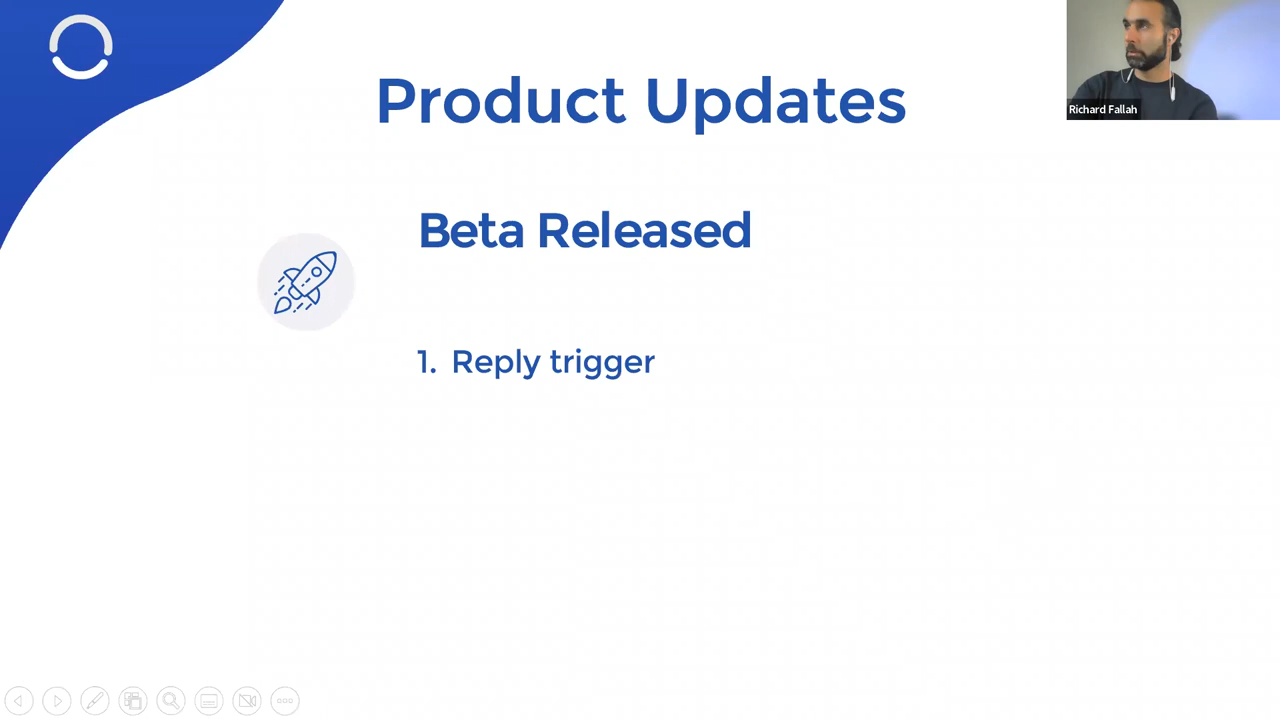 Product Updates
Richard Fallah
Beta Released
1. Reply trigger